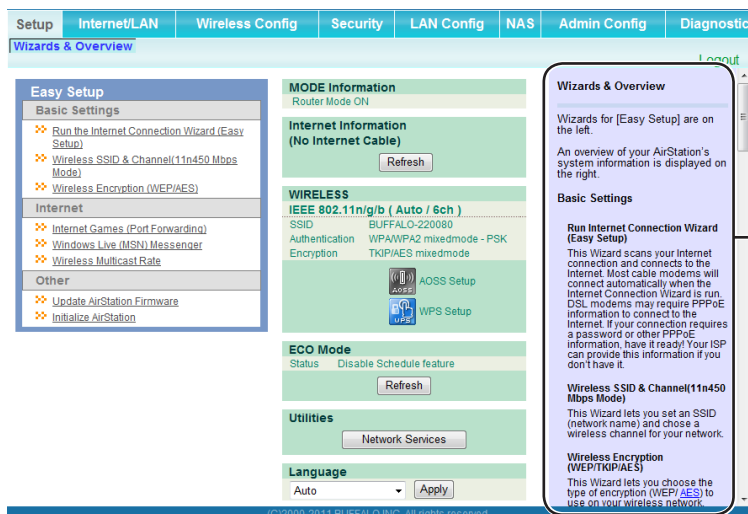 Setup Internet/LAN Wireless Config Security LAN Config NAS Admin Config Diagnostic
Wizards & Overview
Logout
Easy Setup
Basic Settings
Run the Internet Connection Wizard (Easy
Setup)
Wireless SSID & Channel(11n450 Mbps
Mode)
Wireless Encryption (WEP/AES)
Internet
Internet Games (Port Forwarding)
Windows Live (MSN) Messenger
Wireless Multicast Rate
Other
Update AirStation Firmware
Initialize AirStation
MODE Information
Router Mode ON
Internet Information
(No Internet Cable)
Refresh
WIRELESS
IEEE 802.11n/g/b ( Auto / 6ch )
SSID BUFFALO-220080
Authentication WPA/WPA2 mixedmode - PSK
Encryption TKIP/AES mixedmode
AOSS AOSS Setup
WPS WPS Setup
ECO Mode
Status Disable Schedule feature
Refresh
Utilities
Network Services
Language
Auto Apply
Wizards & Overview
Wizards for [Easy Setup] are on
the left.
An overview of your AirStation's
system information is displayed on
the right.
Basic Settings
Run Internet Connection Wizard
(Easy Setup)
This Wizard scans your Internet
connection and connects to the
Internet. Most cable modems will
connect automatically when the
Internet Connection Wizard is run.
DSL modems may require PPPoE
information to connect to the
Internet. If your connection requires
a password or other PPPoE
information, have it ready! Your ISP
can provide this information if you
don't have it.
Wireless SSID & Channel(11n450
Mbps Mode)
This Wizard lets you set an SSID
(network name) and chose a
wireless channel for your network.
Wireless Encryption
(WEP/TKIP/AES)
This Wizard lets you choose the
type of encryption (WEP/ AES) to
use on your wireless network.
(C)2000-2011 BUFFALO INC. All rights reserved.